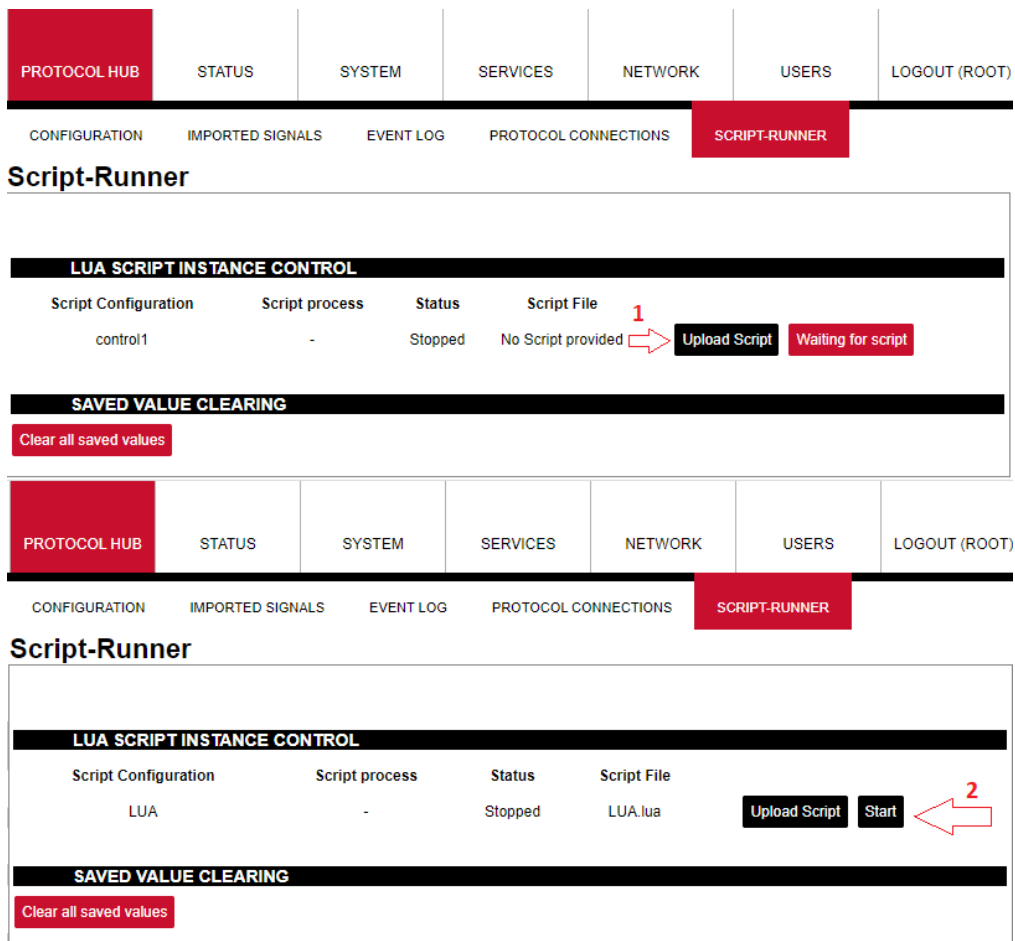 PROTOCOL HUB STATUS SYSTEM SERVICES NETWORK USERS LOGOUT (ROOT)
CONFIGURATION IMPORTED SIGNALS EVENT LOG PROTOCOL CONNECTIONS SCRIPT-RUNNER
Script-Runner
LUA SCRIPT INSTANCE CONTROL
Script Configuration Script process Status Script File
1
control1 - Stopped No Script provided Upload Script Waiting for script
SAVED VALUE CLEARING
Clear all saved values
PROTOCOL HUB STATUS SYSTEM SERVICES NETWORK USERS LOGOUT (ROOT)
CONFIGURATION IMPORTED SIGNALS EVENT LOG PROTOCOL CONNECTIONS SCRIPT-RUNNER
Script-Runner
LUA SCRIPT INSTANCE CONTROL
Script Configuration Script process Status Script File
2
LUA - Stopped LUA.lua Upload Script Start
SAVED VALUE CLEARING
Clear all saved values